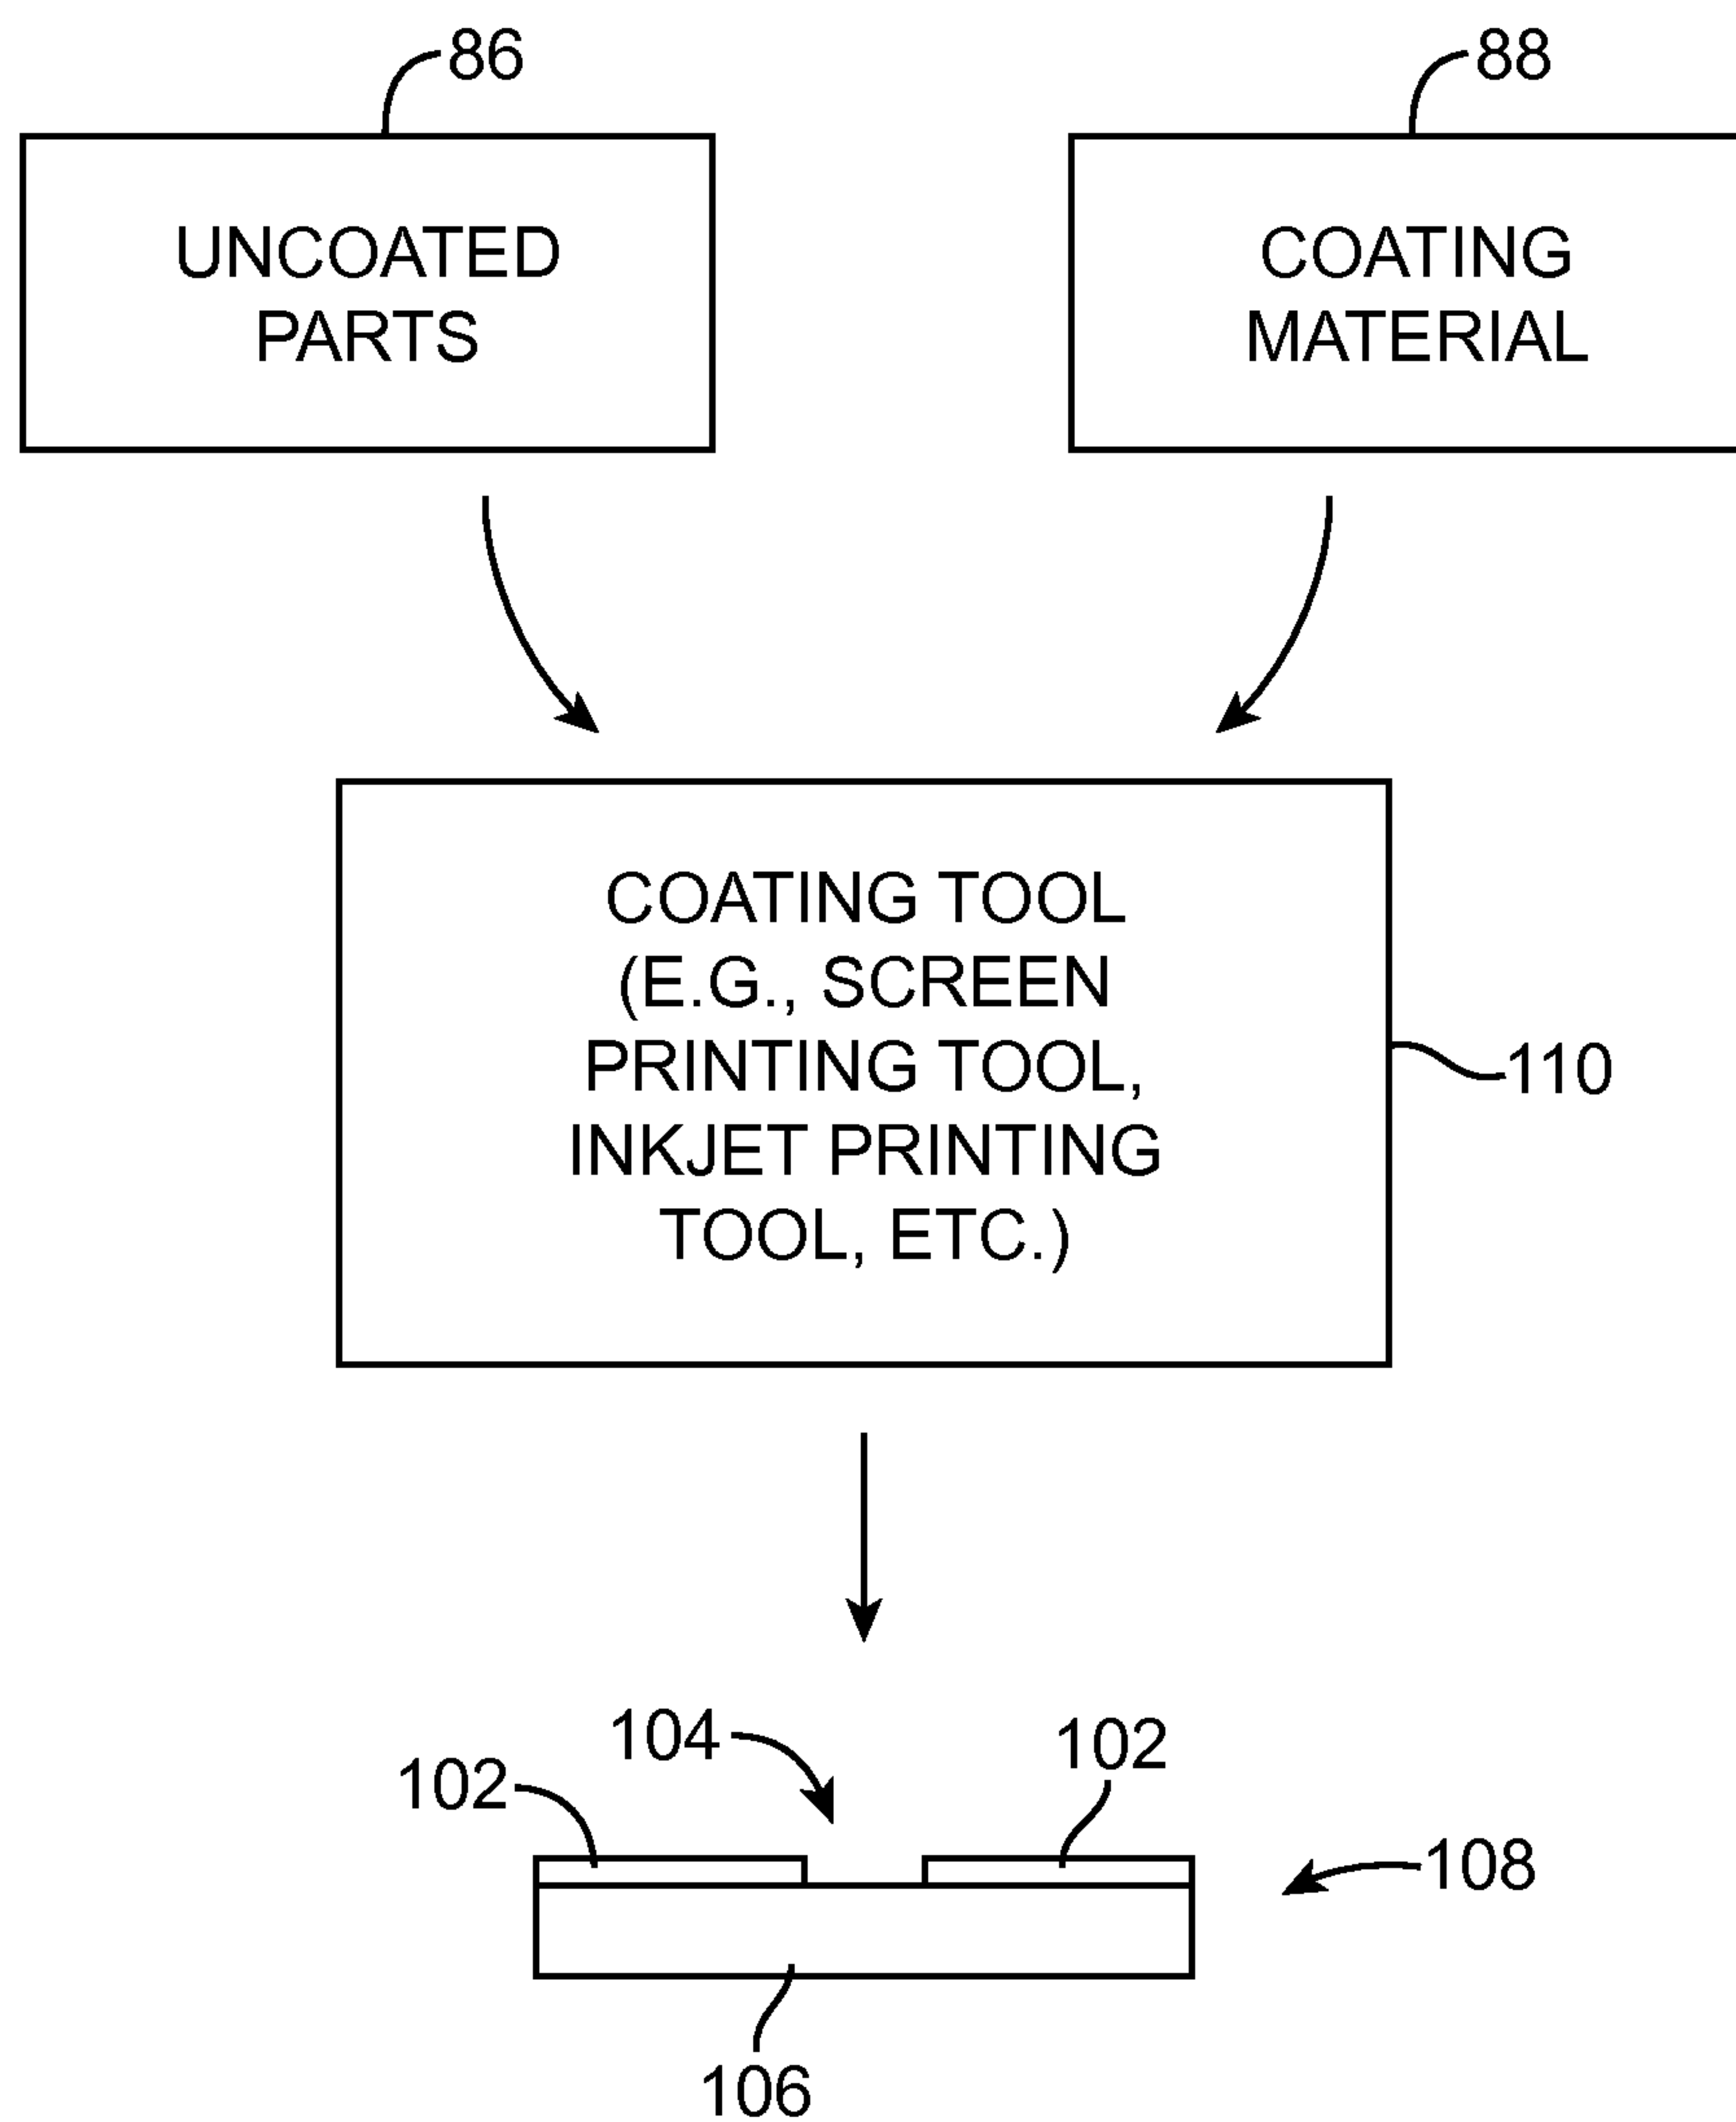 86
88
UNCOATED
PARTS
COATING
MATERIAL
COATING TOOL
(E.G., SCREEN
PRINTING TOOL,
INKJET PRINTING
TOOL, ETC.)
110
104
102
102
108
106